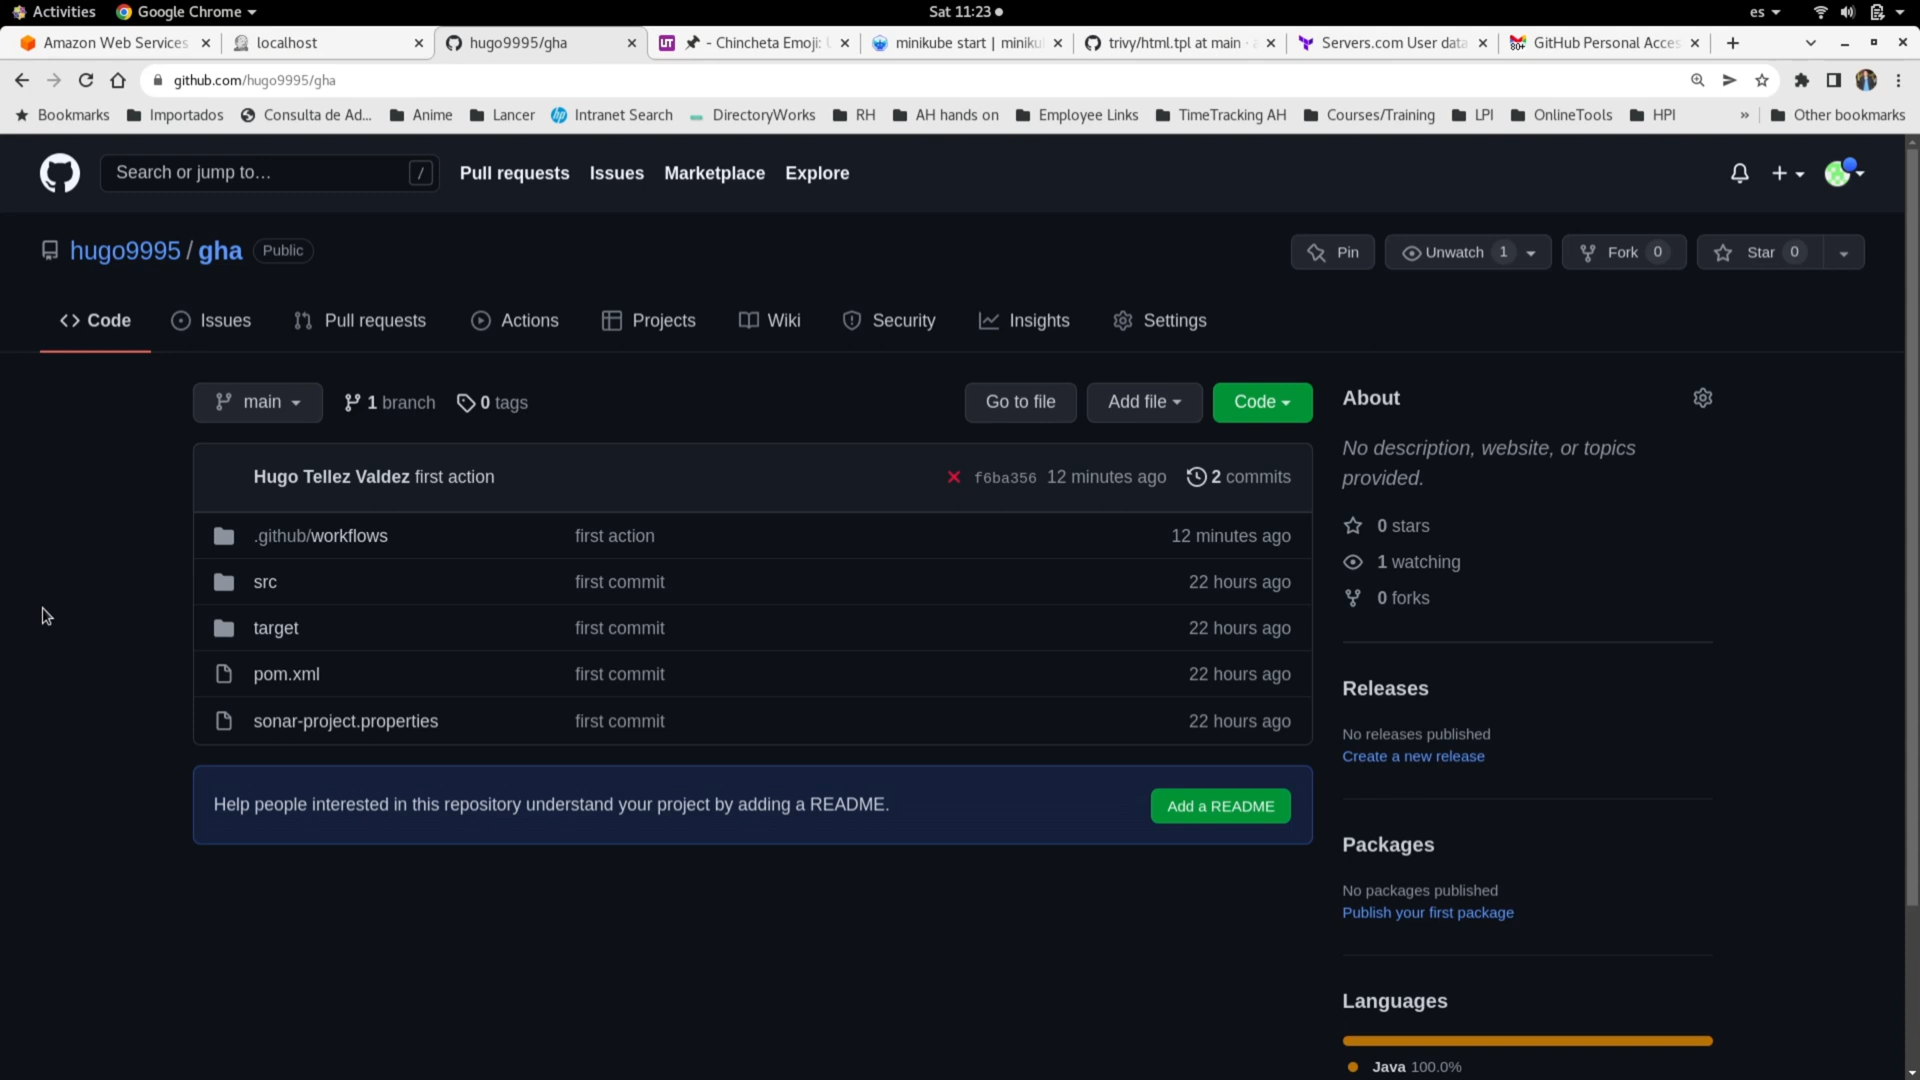 Activities Google Chrome Sat 11:23 es
Amazon Web Services localhost hugo9995/gha - Chincheta Emoji: minikube start | miniku trivy/html.tpl at main Servers.com User data GitHub Personal Acces
github.com/hugo9995/gha
Bookmarks Importados Consulta de Ad... Anime Lancer Intranet Search DirectoryWorks RH AH hands on Employee Links TimeTracking AH Courses/Training LPI OnlineTools HPI » Other bookmarks
Search or jump to… / Pull requests Issues Marketplace Explore
hugo9995 / gha Public Pin Unwatch 1 Fork 0 Star 0
Code Issues Pull requests Actions Projects Wiki Security Insights Settings
main 1 branch 0 tags Go to file Add file Code
Hugo Tellez Valdez first action f6ba356 12 minutes ago 2 commits
.github/workflows first action 12 minutes ago
src first commit 22 hours ago
target first commit 22 hours ago
pom.xml first commit 22 hours ago
sonar-project.properties first commit 22 hours ago
Help people interested in this repository understand your project by adding a README. Add a README
About
No description, website, or topics
provided.
0 stars
1 watching
0 forks
Releases
No releases published
Create a new release
Packages
No packages published
Publish your first package
Languages
Java 100.0%